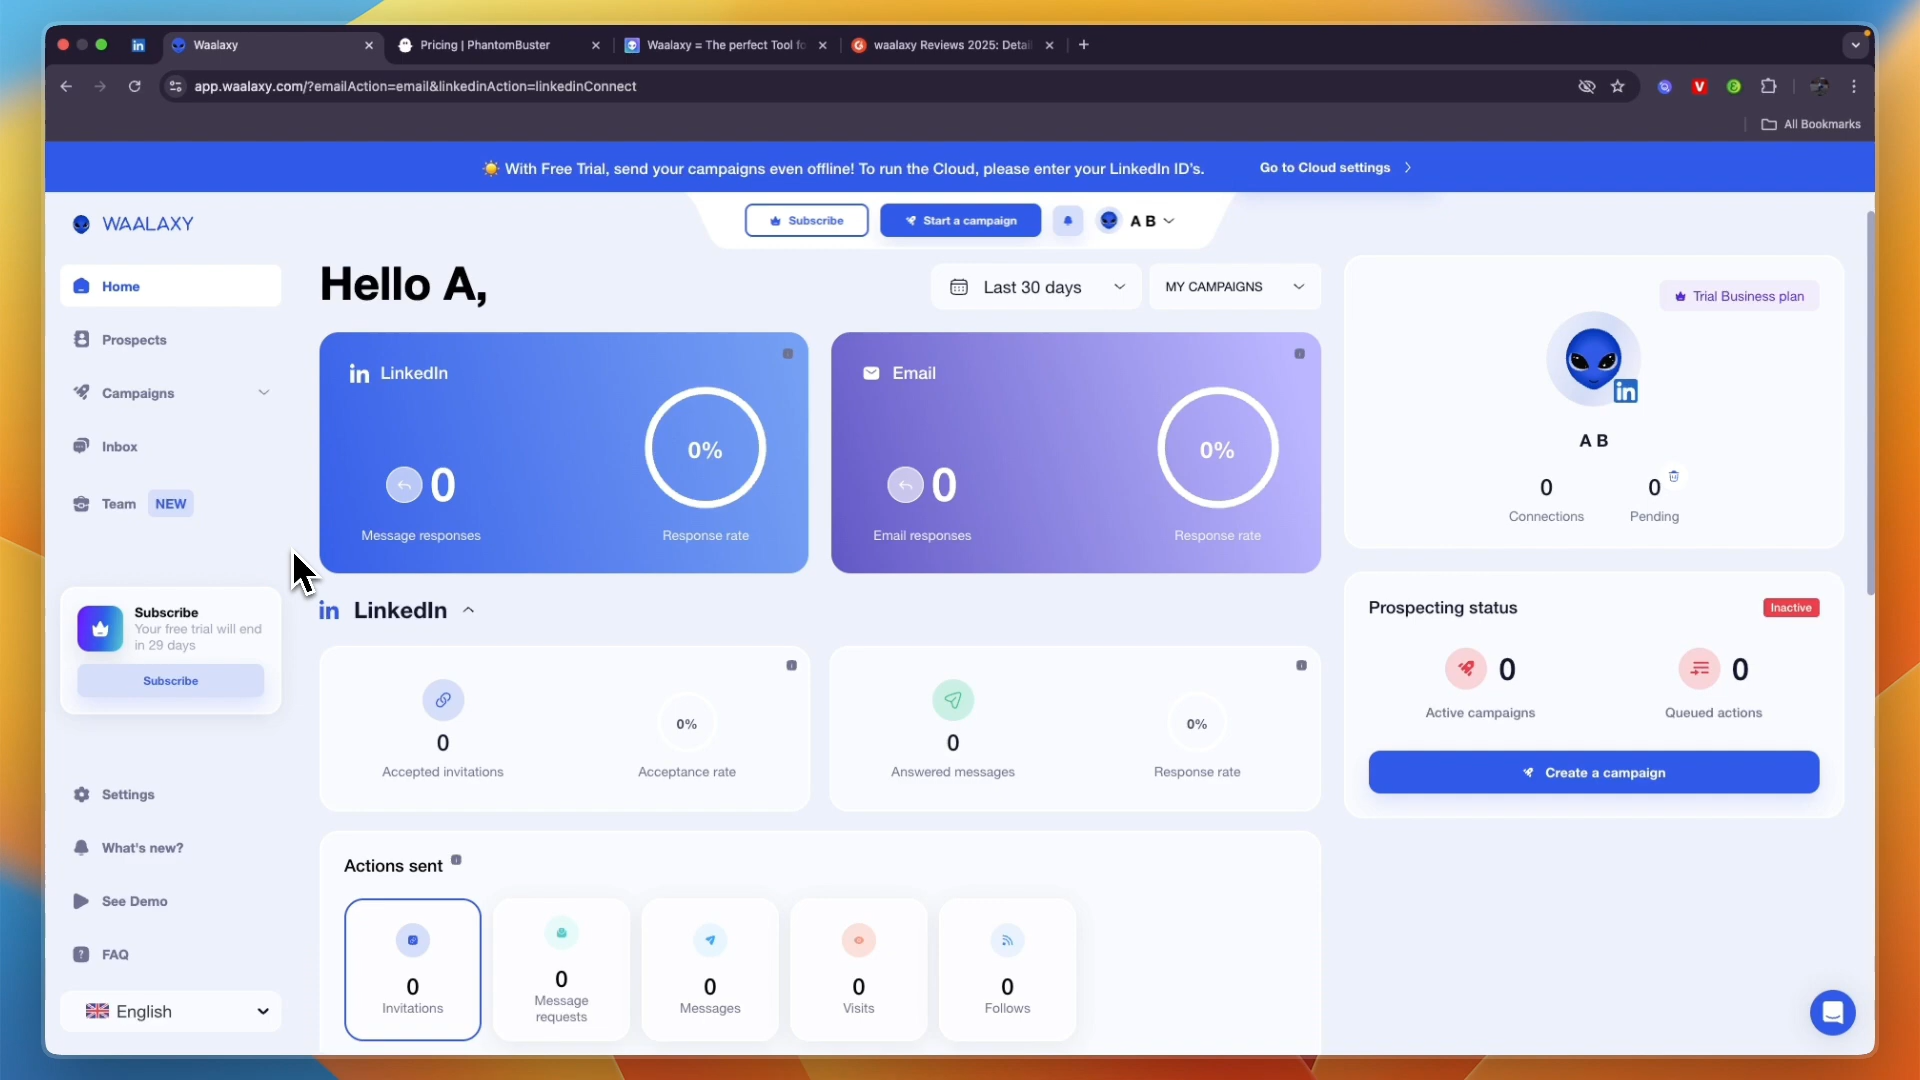 Waalaxy
Pricing | PhantomBuster
Waalaxy = The perfect Tool fo
waalaxy Reviews 2025: Detai
app.waalaxy.com/?emailAction=email&linkedinAction=linkedinConnect
All Bookmarks
With Free Trial, send your campaigns even offline! To run the Cloud, please enter your LinkedIn ID's.
Go to Cloud settings
WAALAXY
Subscribe
Start a campaign
A B
Home
Prospects
Campaigns
Inbox
Team NEW
Subscribe
Your free trial will end
in 29 days
Subscribe
Settings
What's new?
See Demo
FAQ
English
Hello A,
Last 30 days
MY CAMPAIGNS
LinkedIn
0%
0
Message responses
Response rate
Email
0%
0
Email responses
Response rate
LinkedIn
0
Accepted invitations
0%
Acceptance rate
0
Answered messages
0%
Response rate
Actions sent
0
Invitations
0
Message
requests
0
Messages
0
Visits
0
Follows
Trial Business plan
A B
0
Connections
0
Pending
Prospecting status
Inactive
0
Active campaigns
0
Queued actions
Create a campaign